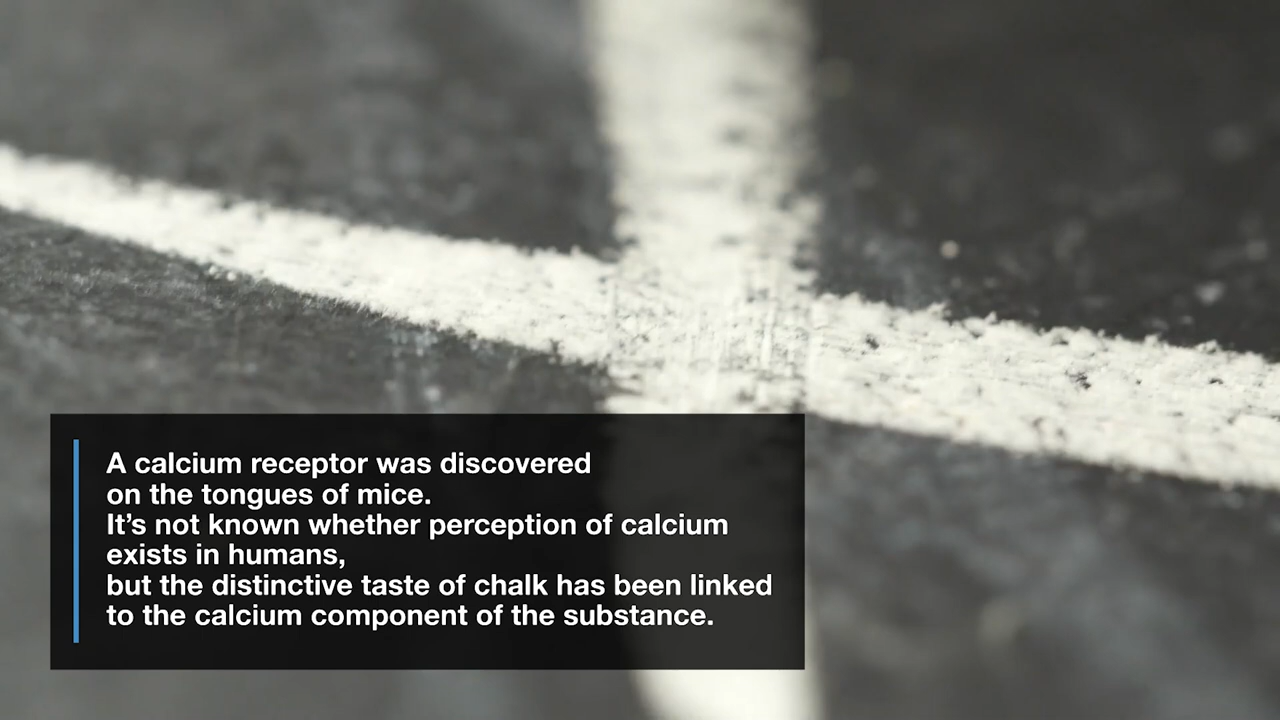 A calcium receptor was discovered
on the tongues of mice.
It’s not known whether perception of calcium
exists in humans,
but the distinctive taste of chalk has been linked
to the calcium component of the substance.